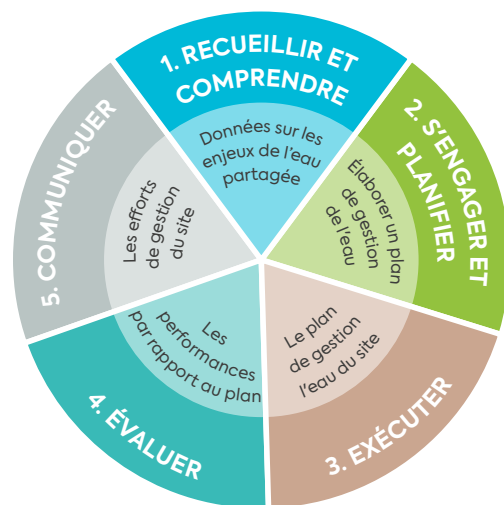 1. RECUEILLIR ET
COMPRENDRE
Données sur les
enjeux de l'eau
partagée
2. S'ENGAGER ET
PLANIFIER
Élaborer un plan
de gestion
de l'eau
3. EXÉCUTER
Le plan
de gestion
l'eau du site
4. ÉVALUER
Les
performances
par rapport au plan
5. COMMUNIQUER
Les efforts
de gestion
du site